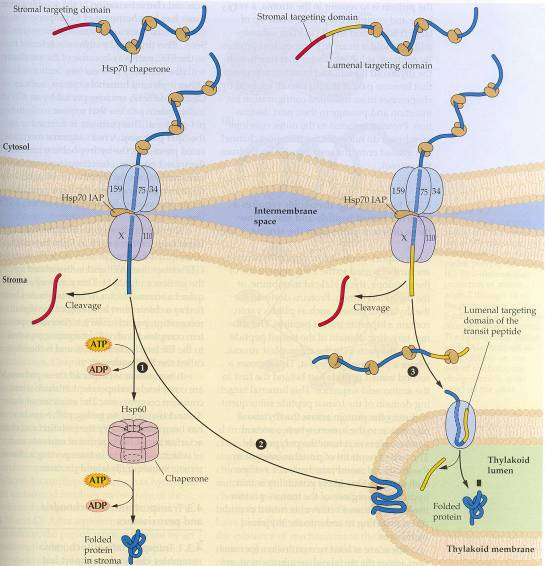 Stromal targeting domain
Stromal targeting domain
Hsp70 chaperone
Lumenal targeting domain
Cytosol
159
75
34
159
75
34
Hsp70 IAP
Hsp70 IAP
Intermembrane
space
X
110
X
110
Stroma
Cleavage
Cleavage
Lumenal targeting
domain of the
transit peptide
ATP
ADP
1
3
Hsp60
2
Chaperone
Thylakoid
lumen
ATP
ADP
Folded
protein
Folded
protein
in stroma
Thylakoid membrane